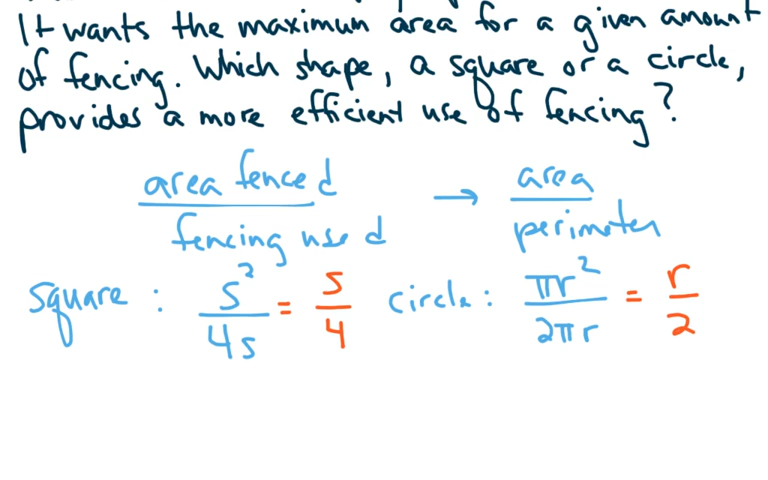 It wants the maximum area for a given amount
of fencing. Which shape, a square or a circle,
provides a more efficient use of fencing?
area fenced / fencing used → area / perimeter
square : s² / 4s = s / 4 circle : πr² / 2πr = r / 2